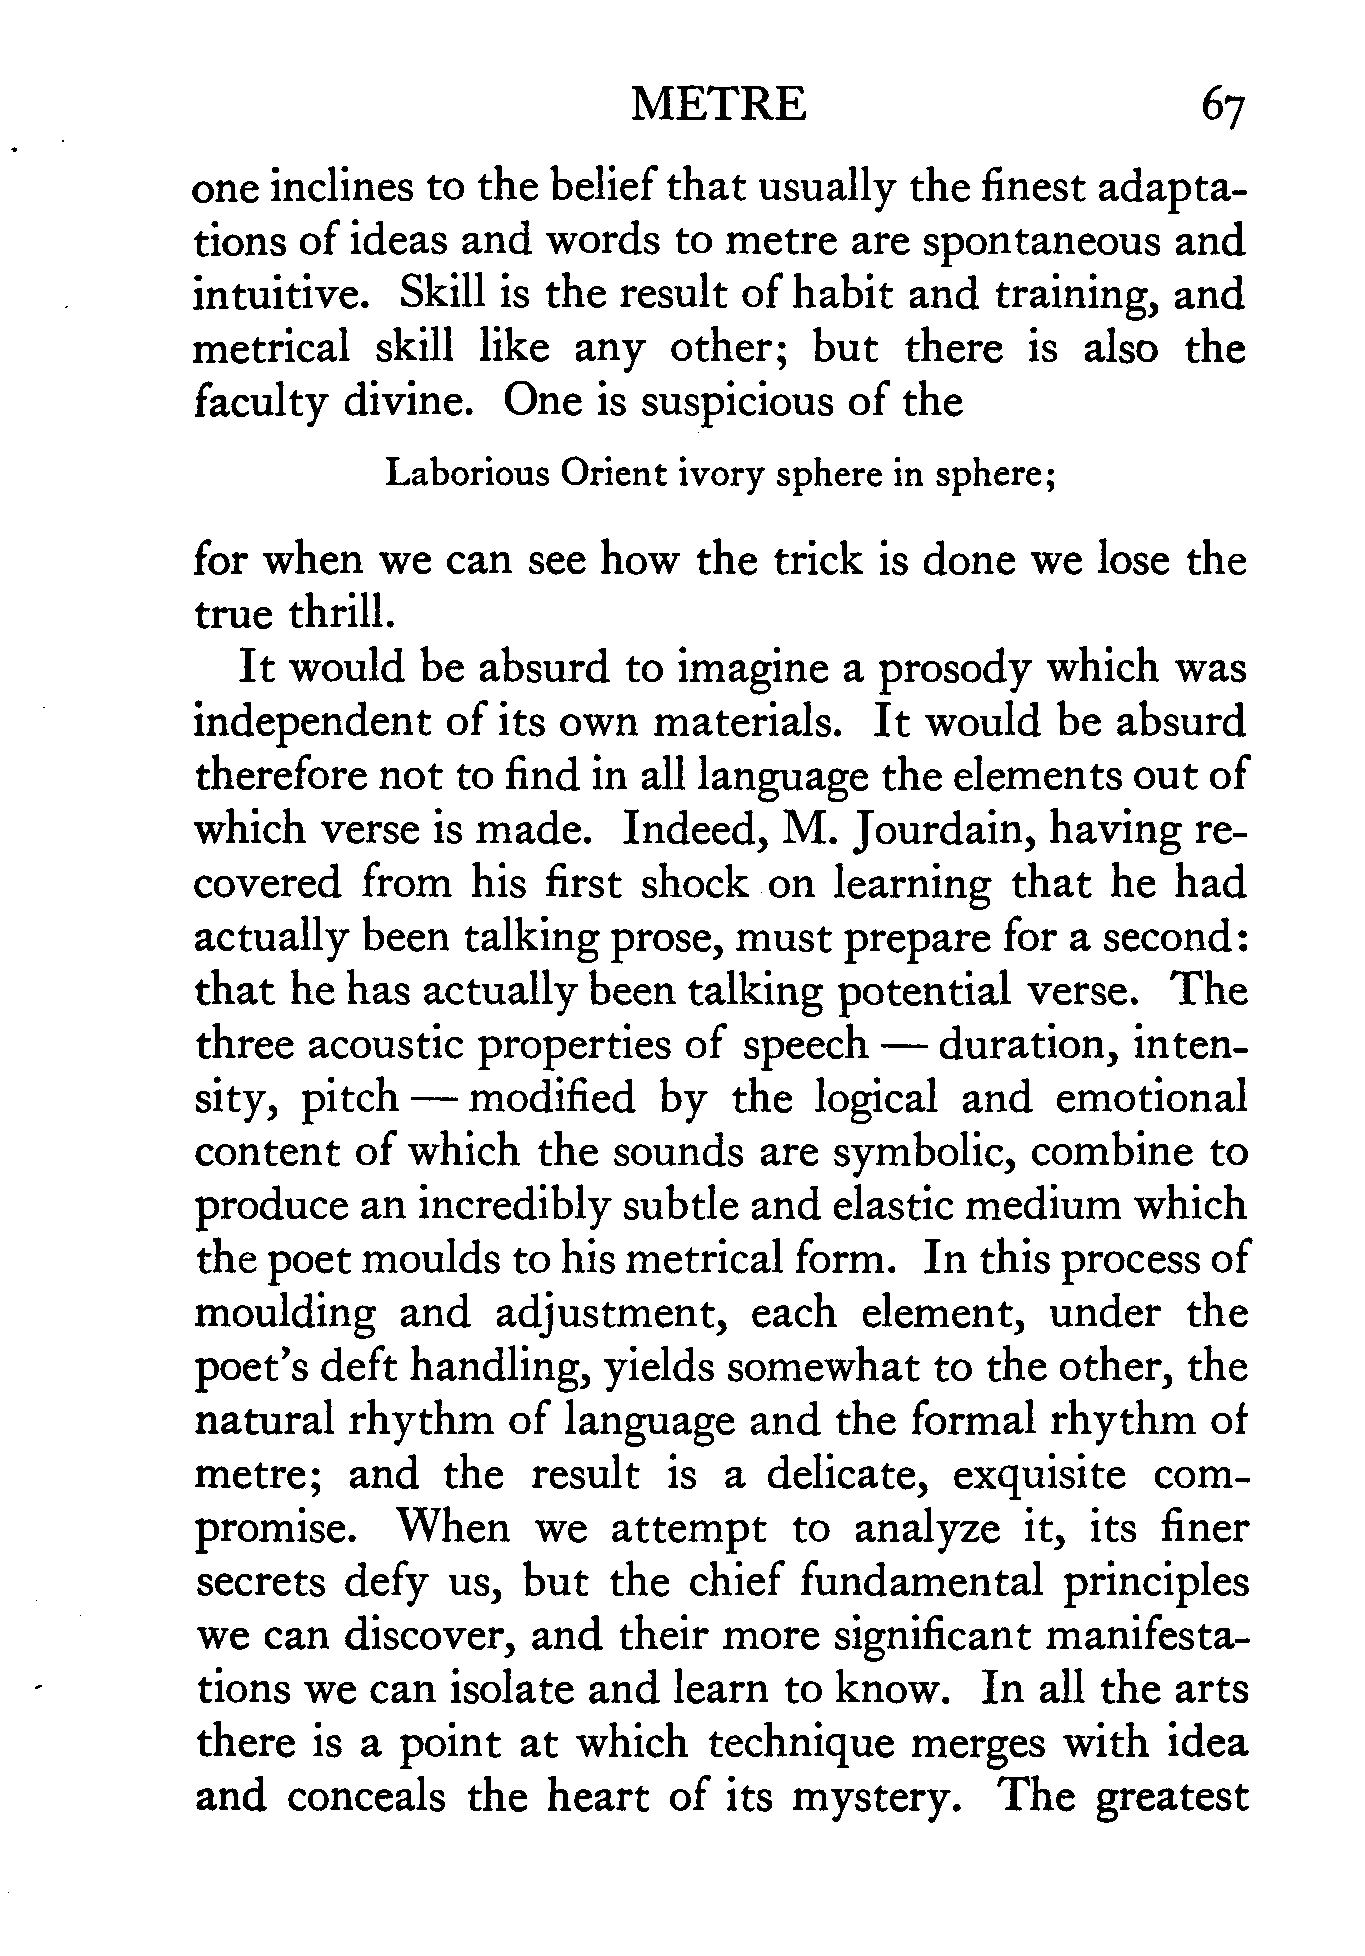 METRE 67
one inclines to the belief that usually the finest adapta-
tions of ideas and words to metre are spontaneous and
intuitive. Skill is the result of habit and training, and
metrical skill like any other; but there is also the
faculty divine. One is suspicious of the
Laborious Orient ivory sphere in sphere;
for when we can see how the trick is done we lose the
true thrill.
It would be absurd to imagine a prosody which was
independent of its own materials. It would be absurd
therefore not to find in all language the elements out of
which verse is made. Indeed, M. Jourdain, having re-
covered from his first shock on learning that he had
actually been talking prose, must prepare for a second:
that he has actually been talking potential verse. The
three acoustic properties of speech — duration, inten-
sity, pitch — modified by the logical and emotional
content of which the sounds are symbolic, combine to
produce an incredibly subtle and elastic medium which
the poet moulds to his metrical form. In this process of
moulding and adjustment, each element, under the
poet's deft handling, yields somewhat to the other, the
natural rhythm of language and the formal rhythm of
metre; and the result is a delicate, exquisite com-
promise. When we attempt to analyze it, its finer
secrets defy us, but the chief fundamental principles
we can discover, and their more significant manifesta-
tions we can isolate and learn to know. In all the arts
there is a point at which technique merges with idea
and conceals the heart of its mystery. The greatest